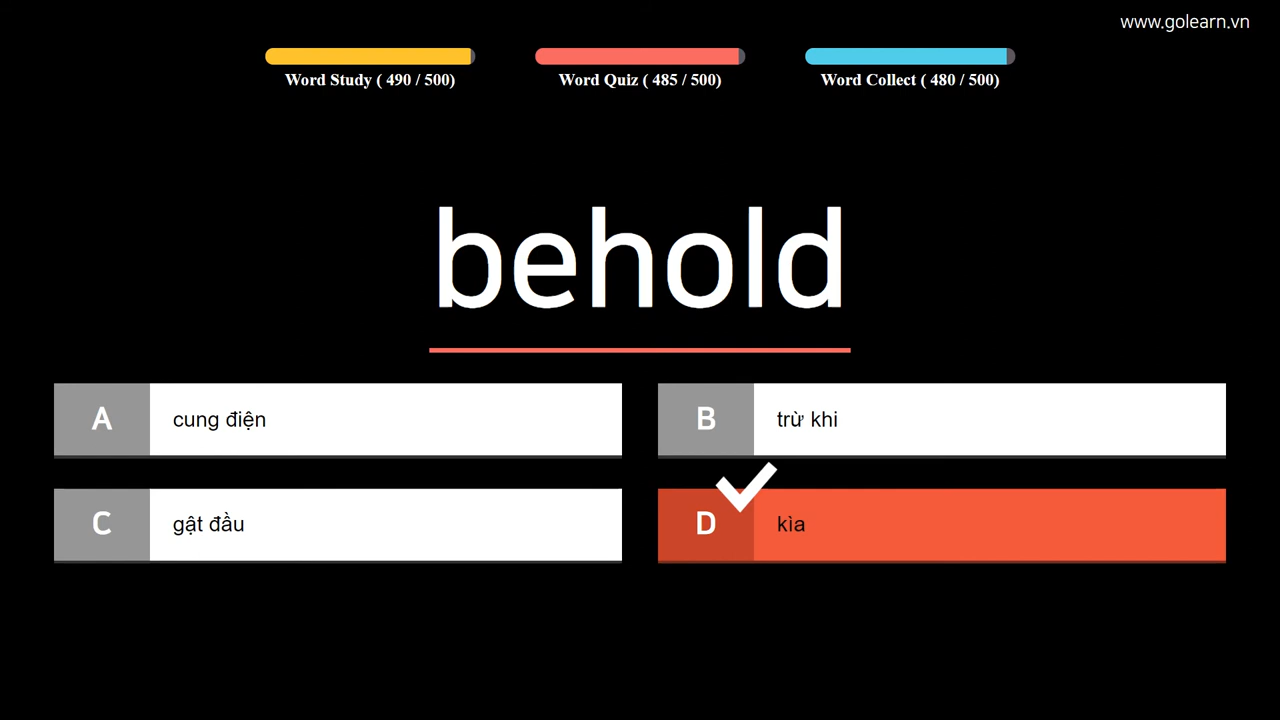 www.golearn.vn
Word Study ( 490 / 500)
Word Quiz ( 485 / 500)
Word Collect ( 480 / 500)
behold
A cung điện
B trừ khi
C gật đầu
D kìa